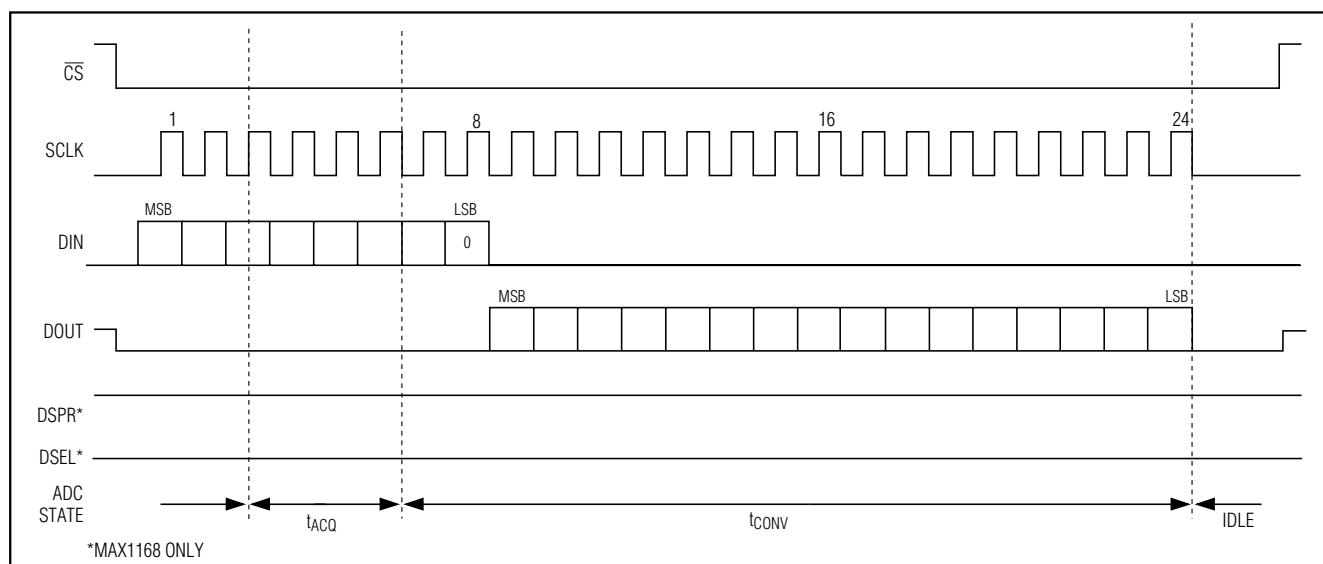 CS
1 8 16 24
SCLK
MSB LSB
DIN 0
MSB LSB
DOUT
DSPR*
DSEL*
ADC
STATE
tACQ tCONV IDLE
*MAX1168 ONLY